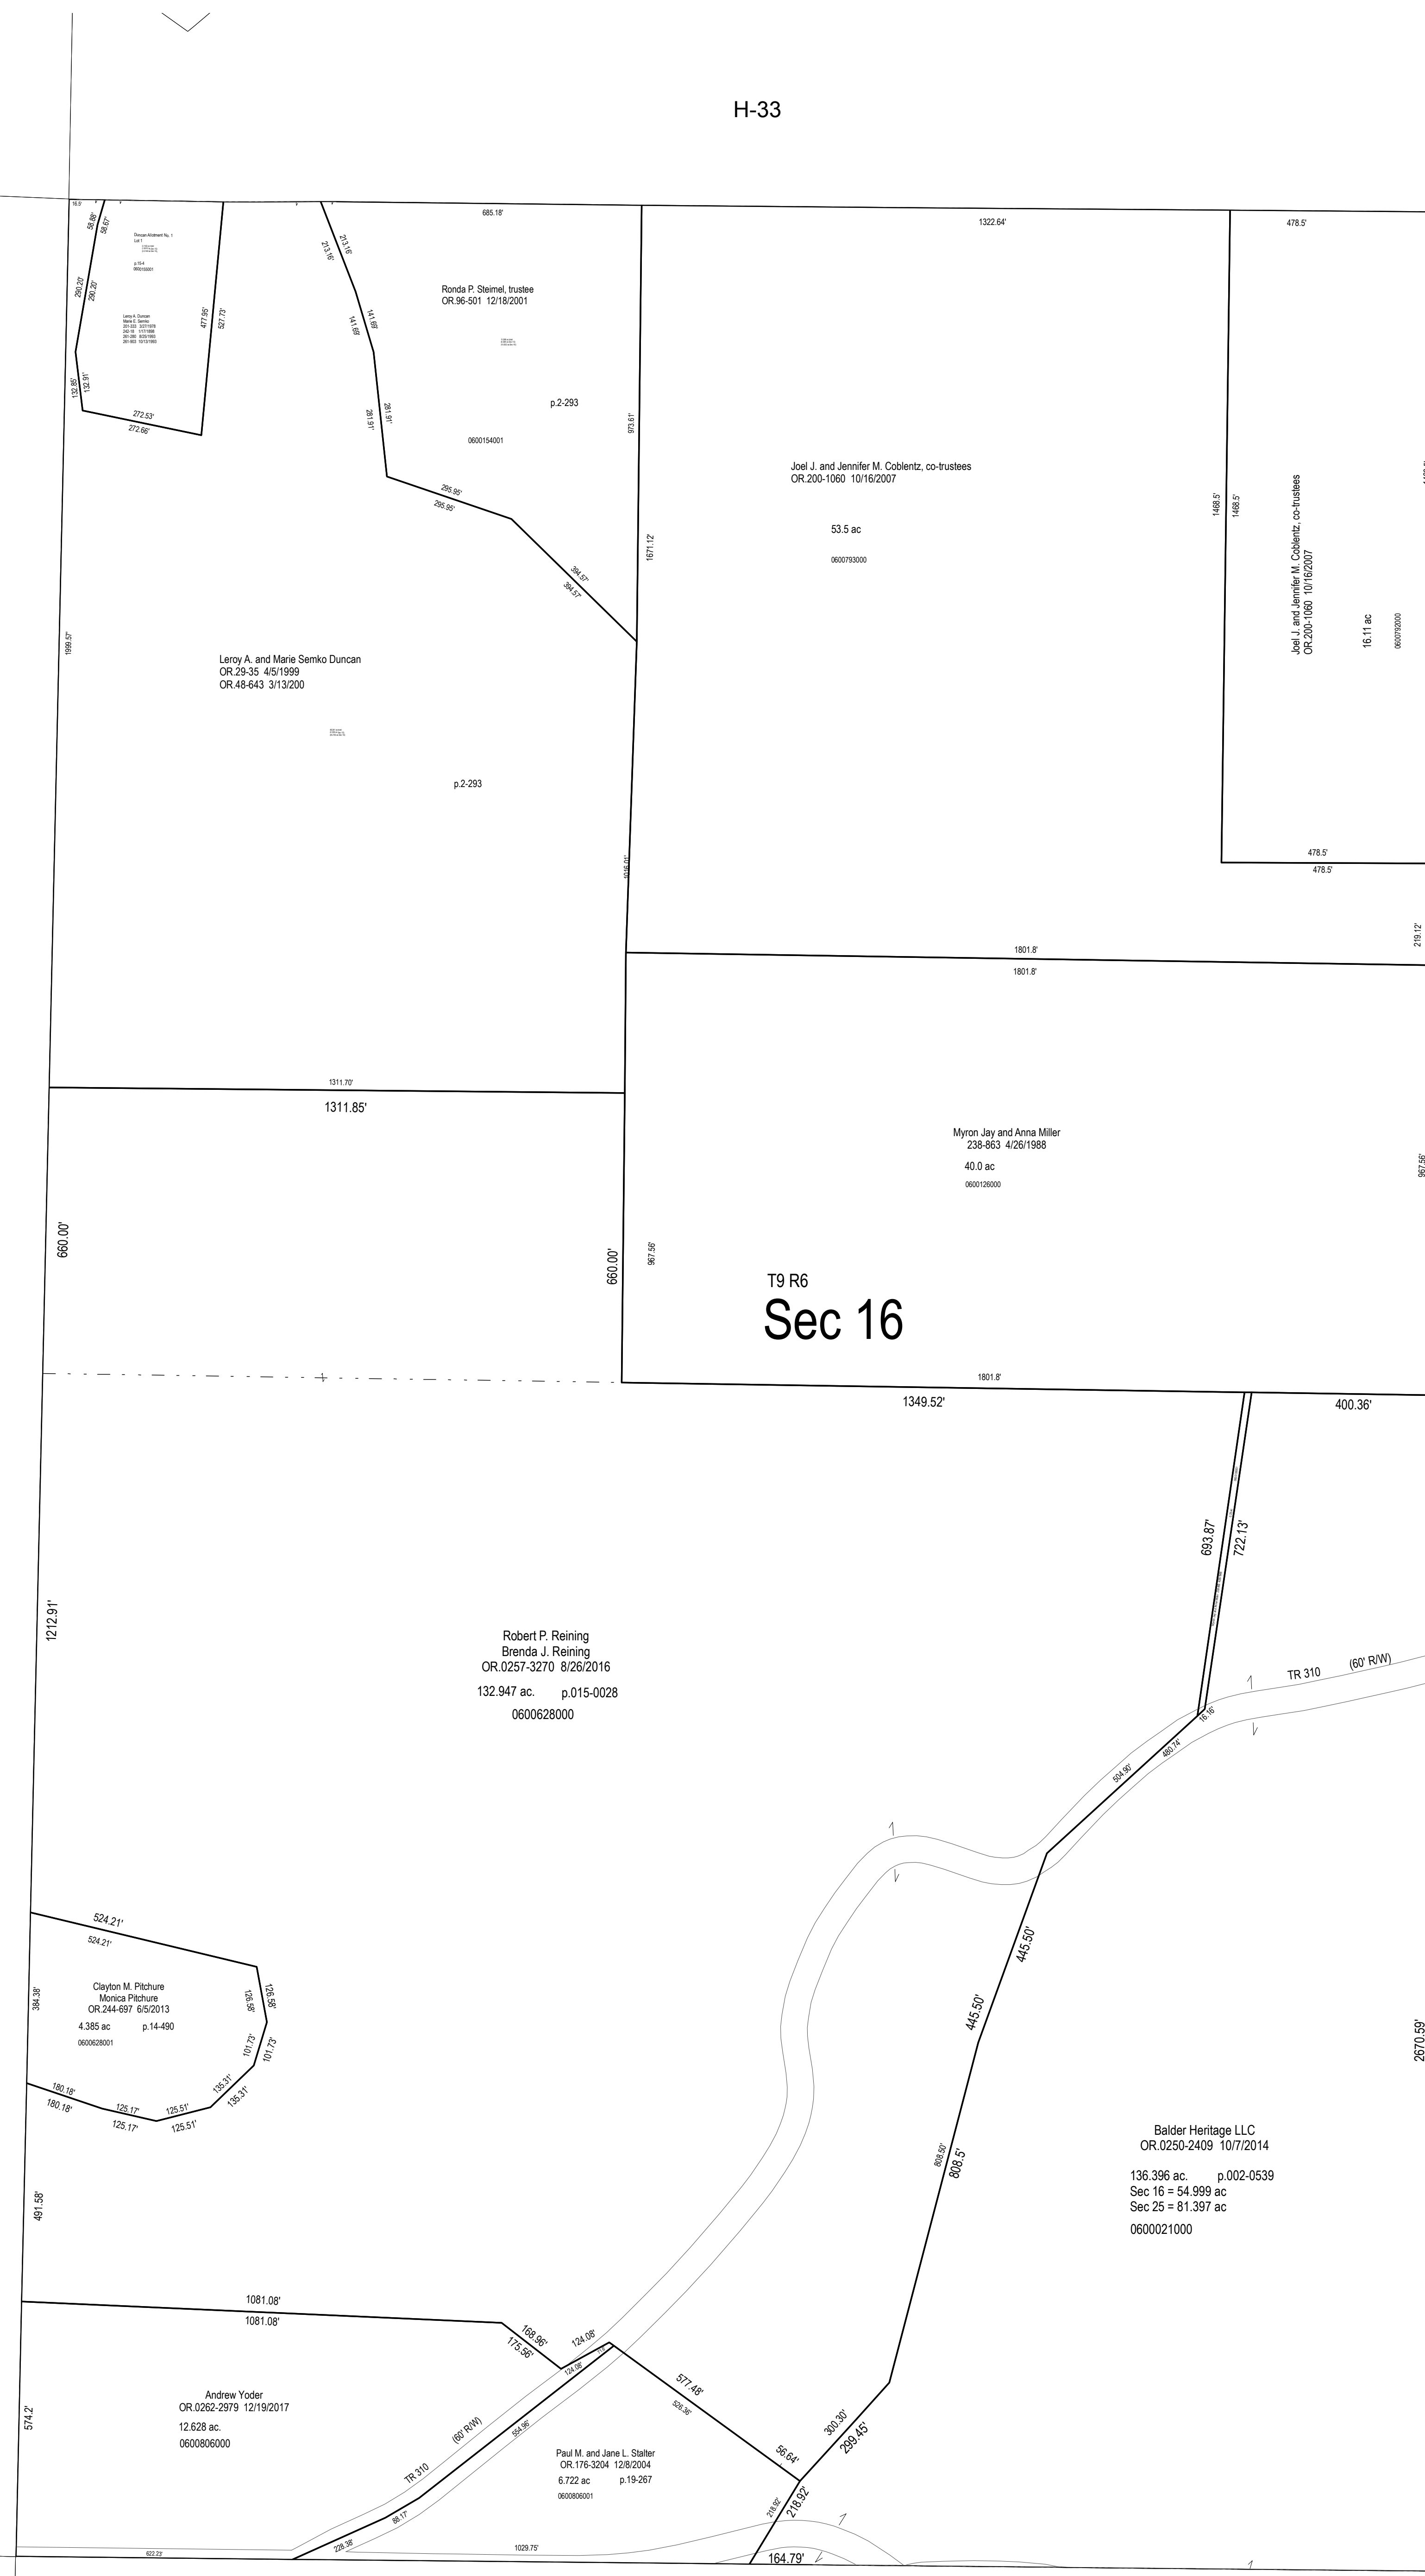 H-33
16.5'
685.18'
1322.64'
478.5'
58.88'
58.67'
Duncan Allotment No. 1
Lot 1
p.15-4
290.20'
290.20'
477.95'
527.73'
213.16'
213.16'
141.69'
141.69'
Ronda P. Steimel, trustee
OR.96-501 12/18/2001
p.2-293
0600154001
973.61'
Leroy A. Duncan
Marie E. Semko
132.85'
132.91'
272.53'
272.66'
281.91'
281.91'
295.95'
295.95'
394.57'
394.57'
Joel J. and Jennifer M. Coblentz, co-trustees
OR.200-1060 10/16/2007
53.5 ac
0600793000
1671.12'
1468.5'
1468.5'
Joel J. and Jennifer M. Coblentz, co-trustees
OR.200-1060 10/16/2007
16.11 ac
0600792000
1999.57'
Leroy A. and Marie Semko Duncan
OR.29-35 4/5/1999
OR.48-643 3/13/200
p.2-293
1016.01'
478.5'
478.5'
219.12'
1801.8'
1801.8'
1311.70'
1311.85'
Myron Jay and Anna Miller
238-863 4/26/1988
40.0 ac
0600126000
967.56'
660.00'
660.00'
967.56'
T9 R6
Sec 16
1801.8'
1349.52'
400.36'
693.87'
722.13'
1212.91'
Robert P. Reining
Brenda J. Reining
OR.0257-3270 8/26/2016
132.947 ac. p.015-0028
0600628000
TR 310 (60' R/W)
16.16'
480.74'
504.90'
445.50'
445.50'
524.21'
524.21'
Clayton M. Pitchure
Monica Pitchure
OR.244-697 6/5/2013
4.385 ac p.14-490
0600628001
384.38'
126.58'
126.58'
101.73'
101.73'
135.31'
135.31'
180.18'
180.18'
125.17'
125.17'
125.51'
125.51'
2670.59'
808.50'
808.5'
Balder Heritage LLC
OR.0250-2409 10/7/2014
136.396 ac. p.002-0539
Sec 16 = 54.999 ac
Sec 25 = 81.397 ac
0600021000
491.58'
1081.08'
1081.08'
168.96'
175.56'
124.08'
124.08'
577.48'
526.36'
Andrew Yoder
OR.0262-2979 12/19/2017
12.628 ac.
0600806000
574.2'
TR 310
(60' R/W)
554.96'
300.30'
299.45'
56.64'
Paul M. and Jane L. Stalter
OR.176-3204 12/8/2004
6.722 ac p.19-267
0600806001
218.92'
218.92'
88.17'
228.38'
622.23'
1029.75'
164.79'